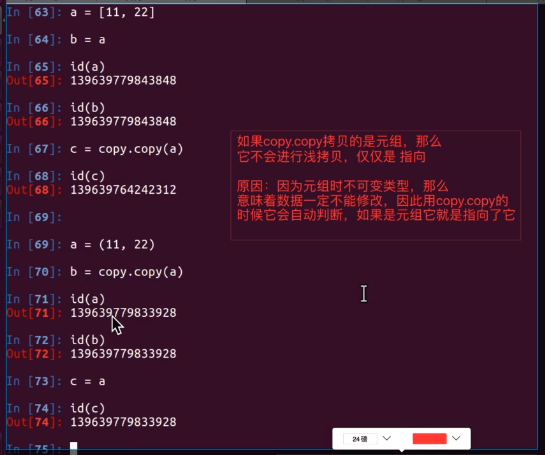 In [63]: a = [11, 22]
In [64]: b = a
In [65]: id(a)
Out[65]: 139639779843848
In [66]: id(b)
Out[66]: 139639779843848
In [67]: c = copy.copy(a)
In [68]: id(c)
Out[68]: 139639764242312
In [69]:
In [69]: a = (11, 22)
In [70]: b = copy.copy(a)
In [71]: id(a)
Out[71]: 139639779833928
In [72]: id(b)
Out[72]: 139639779833928
In [73]: c = a
In [74]: id(c)
Out[74]: 139639779833928
In [75]:
如果copy.copy拷贝的是元组，那么
它不会进行浅拷贝，仅仅是 指向
原因：因为元组时不可变类型，那么
意味着数据一定不能修改，因此用copy.copy的
时候它会自动判断，如果是元组它就是指向了它
24 磅